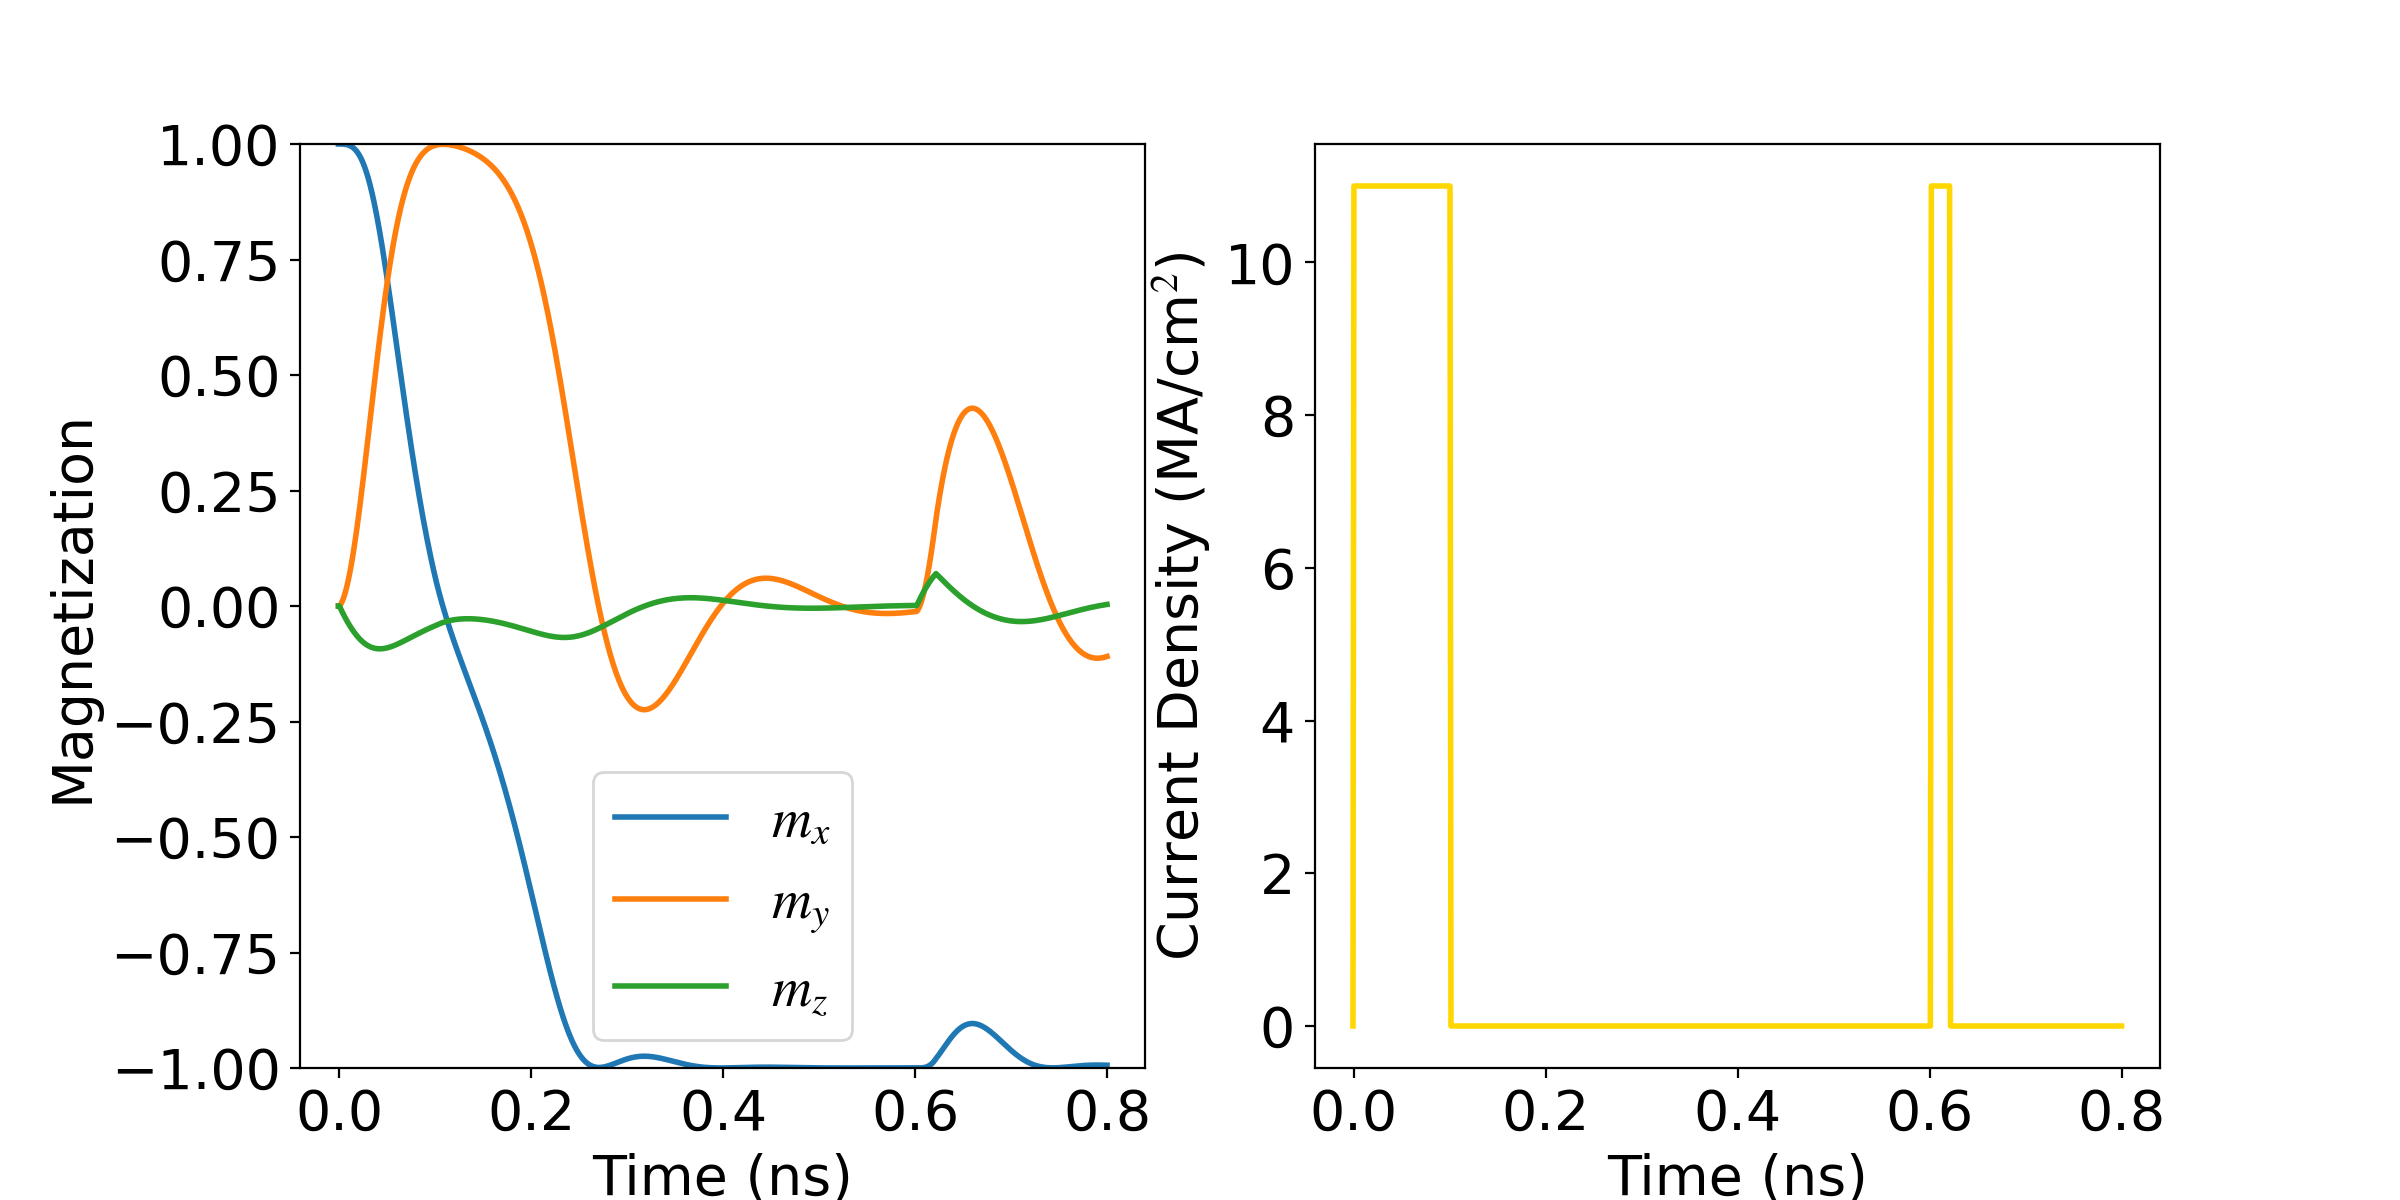 Magnetization
1.00
0.75
0.50
0.25
0.00
−0.25
−0.50
−0.75
−1.00
m_x
m_y
m_z
0.0 0.2 0.4 0.6 0.8
Time (ns)
Current Density (MA/cm²)
10
8
6
4
2
0
0.0 0.2 0.4 0.6 0.8
Time (ns)